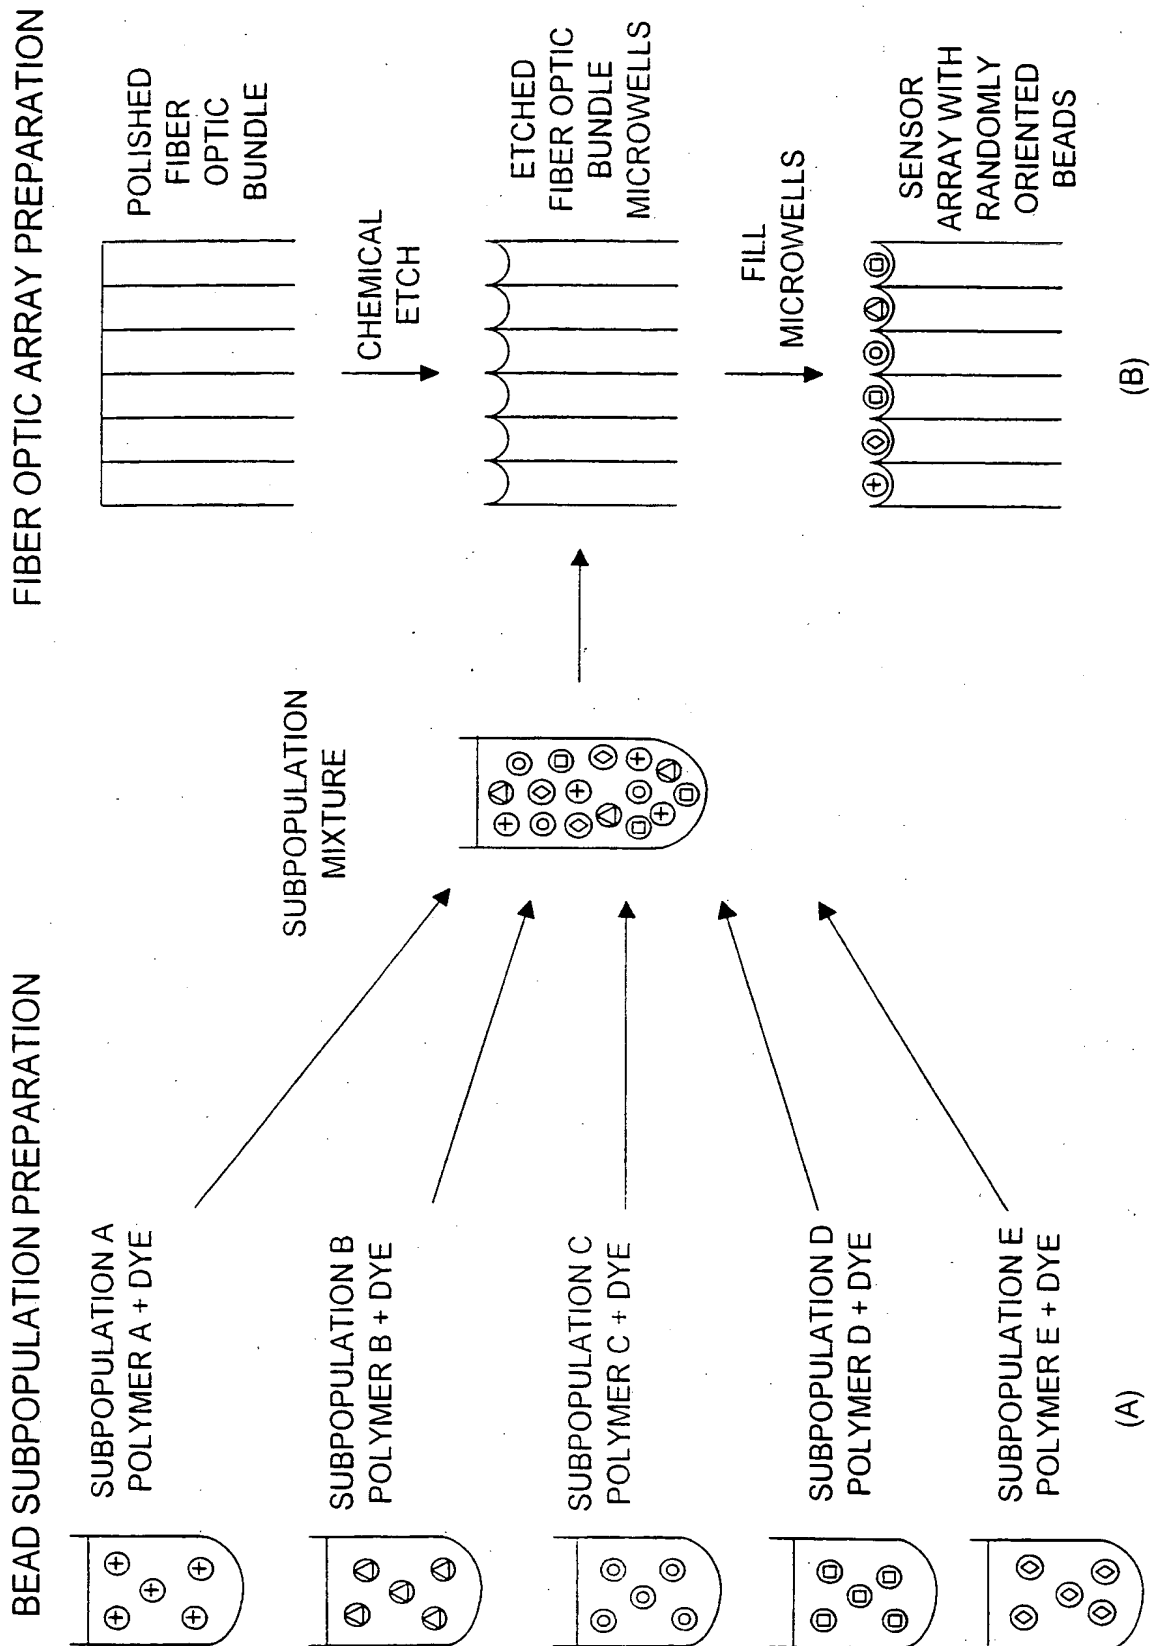 BEAD SUBPOPULATION PREPARATION
SUBPOPULATION A
POLYMER A + DYE
SUBPOPULATION B
POLYMER B + DYE
SUBPOPULATION C
POLYMER C + DYE
SUBPOPULATION D
POLYMER D + DYE
SUBPOPULATION E
POLYMER E + DYE
(A)
SUBPOPULATION
MIXTURE
FIBER OPTIC ARRAY PREPARATION
POLISHED
FIBER
OPTIC
BUNDLE
CHEMICAL
ETCH
ETCHED
FIBER OPTIC
BUNDLE
MICROWELLS
FILL
MICROWELLS
SENSOR
ARRAY WITH
RANDOMLY
ORIENTED
BEADS
(B)